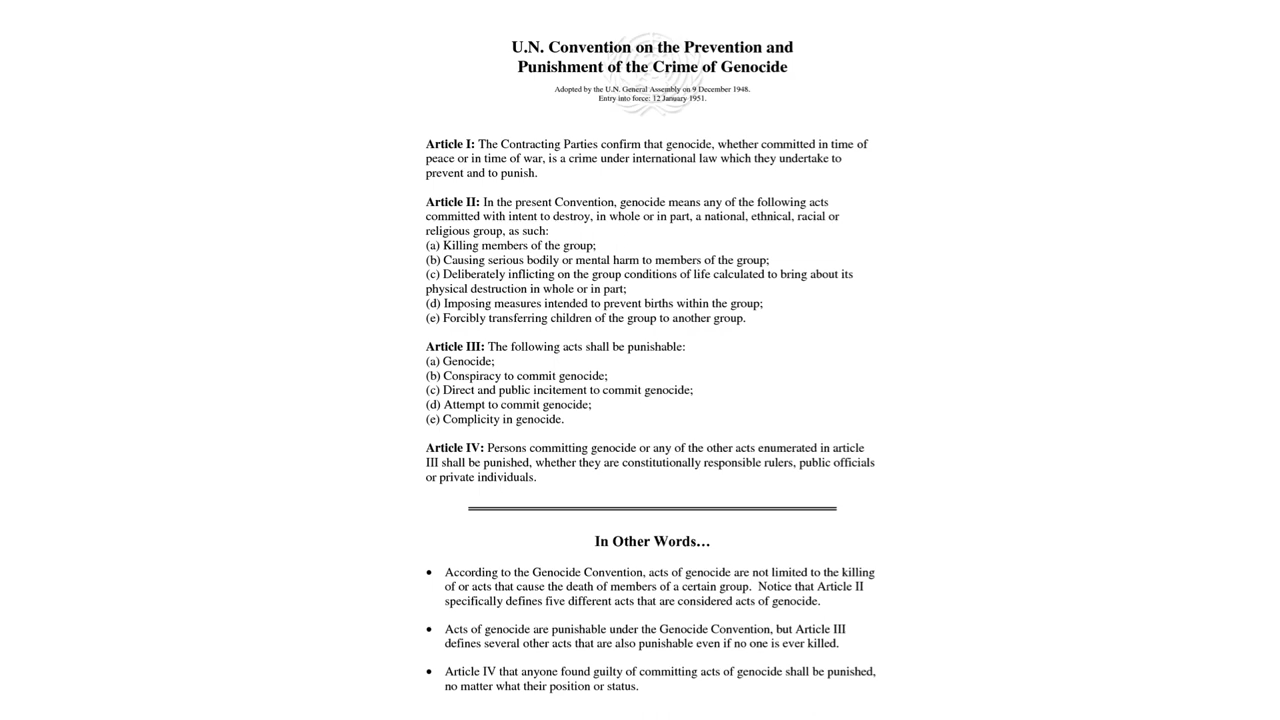 U.N. Convention on the Prevention and
Punishment of the Crime of Genocide
Adopted by the U.N. General Assembly on 9 December 1948.
Entry into force: 12 January 1951.
Article I: The Contracting Parties confirm that genocide, whether committed in time of
peace or in time of war, is a crime under international law which they undertake to
prevent and to punish.
Article II: In the present Convention, genocide means any of the following acts
committed with intent to destroy, in whole or in part, a national, ethnical, racial or
religious group, as such:
(a) Killing members of the group;
(b) Causing serious bodily or mental harm to members of the group;
(c) Deliberately inflicting on the group conditions of life calculated to bring about its
physical destruction in whole or in part;
(d) Imposing measures intended to prevent births within the group;
(e) Forcibly transferring children of the group to another group.
Article III: The following acts shall be punishable:
(a) Genocide;
(b) Conspiracy to commit genocide;
(c) Direct and public incitement to commit genocide;
(d) Attempt to commit genocide;
(e) Complicity in genocide.
Article IV: Persons committing genocide or any of the other acts enumerated in article
III shall be punished, whether they are constitutionally responsible rulers, public officials
or private individuals.
In Other Words…
• According to the Genocide Convention, acts of genocide are not limited to the killing
of or acts that cause the death of members of a certain group. Notice that Article II
specifically defines five different acts that are considered acts of genocide.
• Acts of genocide are punishable under the Genocide Convention, but Article III
defines several other acts that are also punishable even if no one is ever killed.
• Article IV that anyone found guilty of committing acts of genocide shall be punished,
no matter what their position or status.